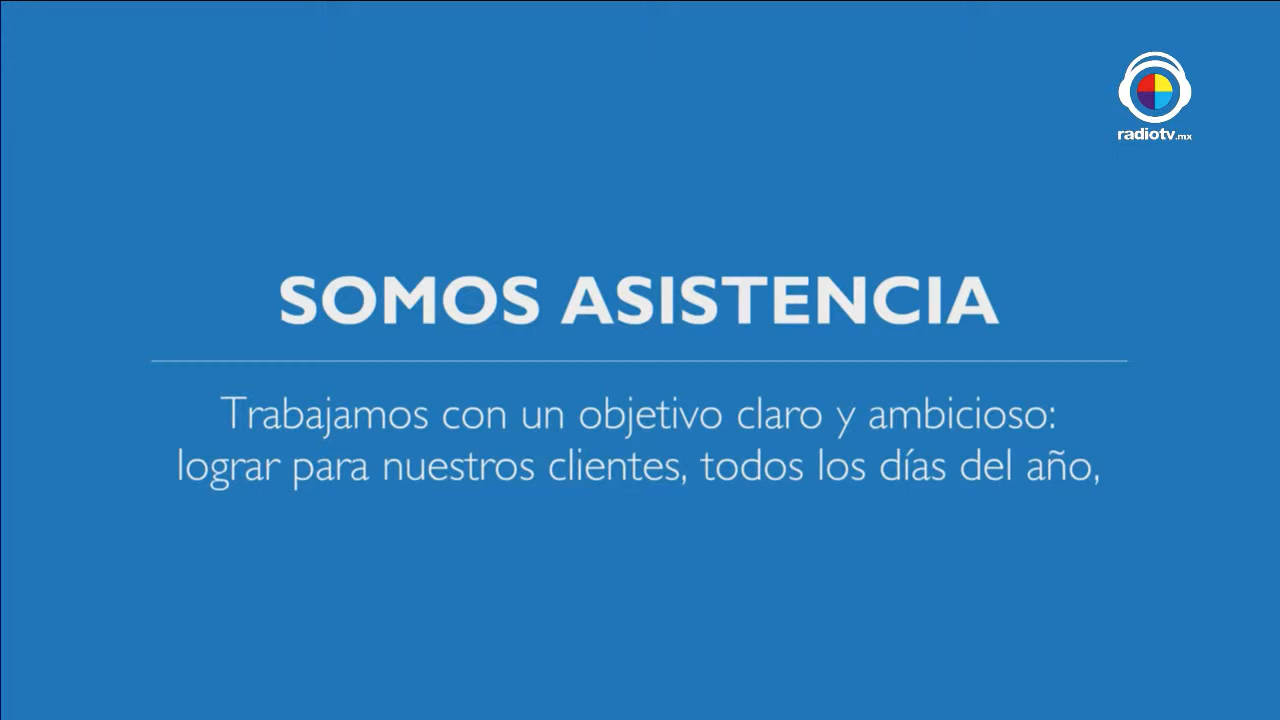 radiotv.mx
SOMOS ASISTENCIA
Trabajamos con un objetivo claro y ambicioso:
lograr para nuestros clientes, todos los días del año,